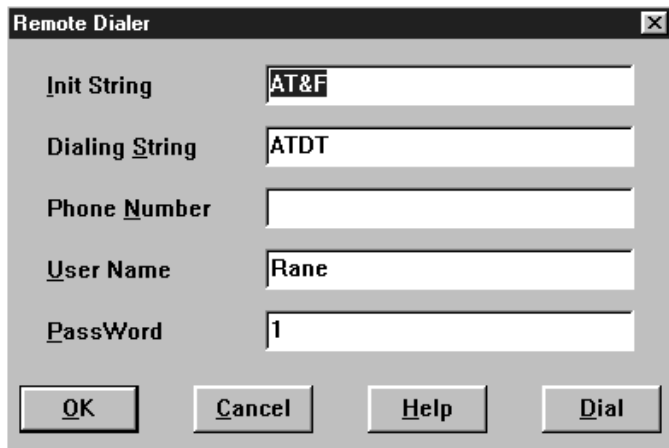 Remote Dialer
Init String AT&F
Dialing String ATDT
Phone Number
User Name Rane
PassWord 1
OK Cancel Help Dial